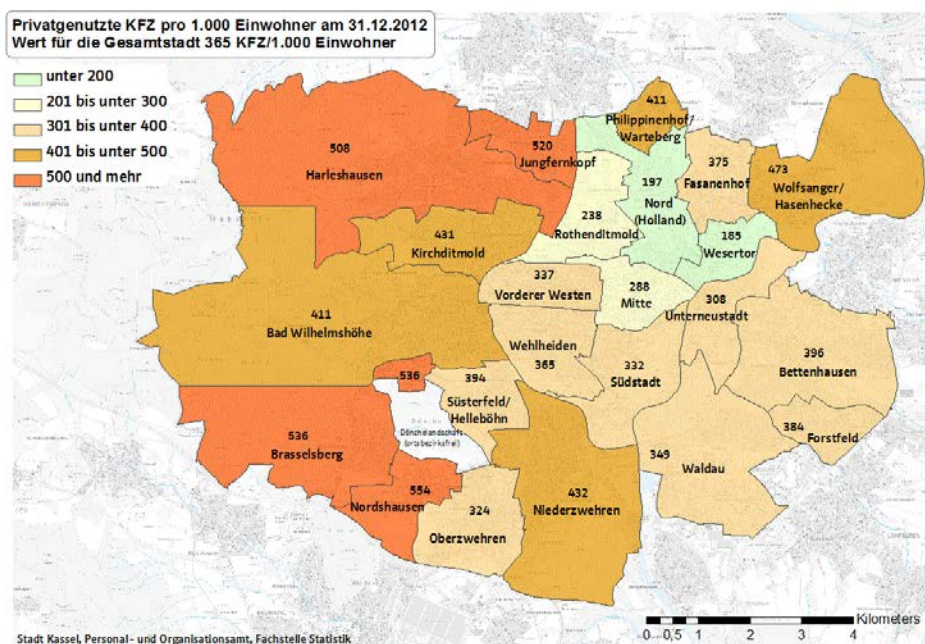 Privatgenutzte KFZ pro 1.000 Einwohner am 31.12.2012
Wert für die Gesamtstadt 365 KFZ/1.000 Einwohner
unter 200
201 bis unter 300
301 bis unter 400
401 bis unter 500
500 und mehr
411
Philippinenhof/
Warteberg
520
Jungfernkopf
508
Harleshausen
375
Fasanenhof
473
Wolfsanger/
Hasenhecke
197
Nord
(Holland)
238
Rothenditmold
431
Kirchditmold
185
Wesertor
337
Vorderer Westen
288
Mitte
308
Unterneustadt
411
Bad Wilhelmshöhe
Wehlheiden
365
332
Südstadt
396
Bettenhausen
536
394
Süsterfeld/
Helleböhn
Dönche
Dönchelandschaft
(ortsbezirksfrei)
384
Forstfeld
536
Brasselsberg
349
Waldau
554
Nordshausen
432
Niederzwehren
324
Oberzwehren
Kilometers
0 0,5 1 2 3 4
Stadt Kassel, Personal- und Organisationsamt, Fachstelle Statistik